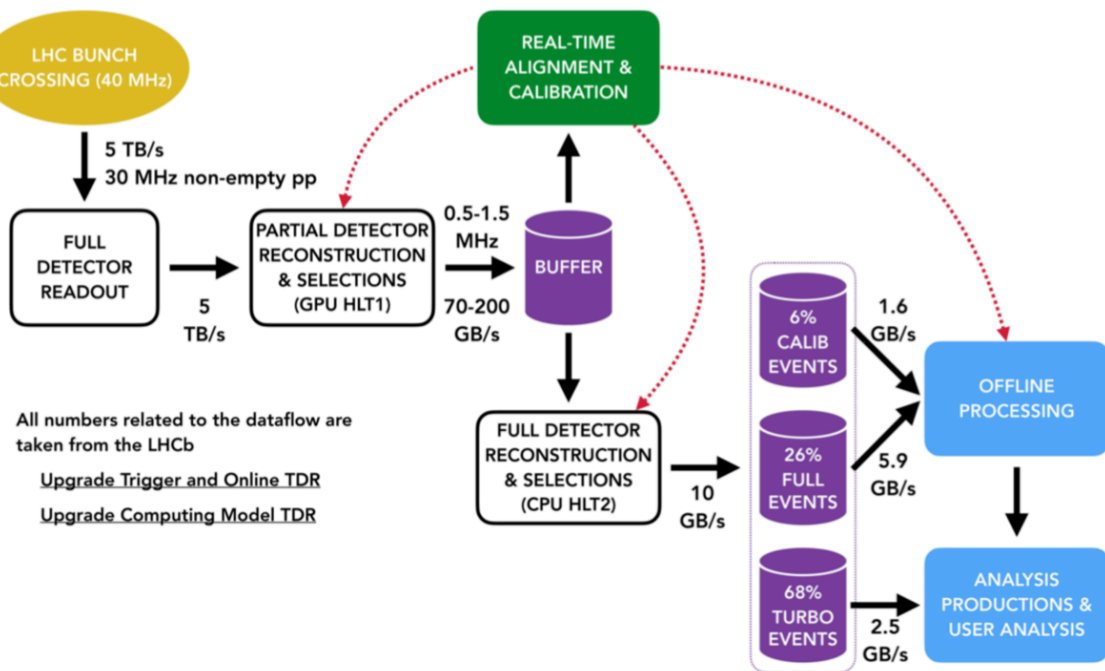 LHC BUNCH
CROSSING (40 MHz)
5 TB/s
30 MHz non-empty pp
FULL
DETECTOR
READOUT
5
TB/s
PARTIAL DETECTOR
RECONSTRUCTION
& SELECTIONS
(GPU HLT1)
0.5-1.5
MHz
70-200
GB/s
REAL-TIME
ALIGNMENT &
CALIBRATION
BUFFER
FULL DETECTOR
RECONSTRUCTION
& SELECTIONS
(CPU HLT2)
10
GB/s
6%
CALIB
EVENTS
1.6
GB/s
26%
FULL
EVENTS
5.9
GB/s
68%
TURBO
EVENTS
2.5
GB/s
OFFLINE
PROCESSING
ANALYSIS
PRODUCTIONS &
USER ANALYSIS
All numbers related to the dataflow are
taken from the LHCb
Upgrade Trigger and Online TDR
Upgrade Computing Model TDR